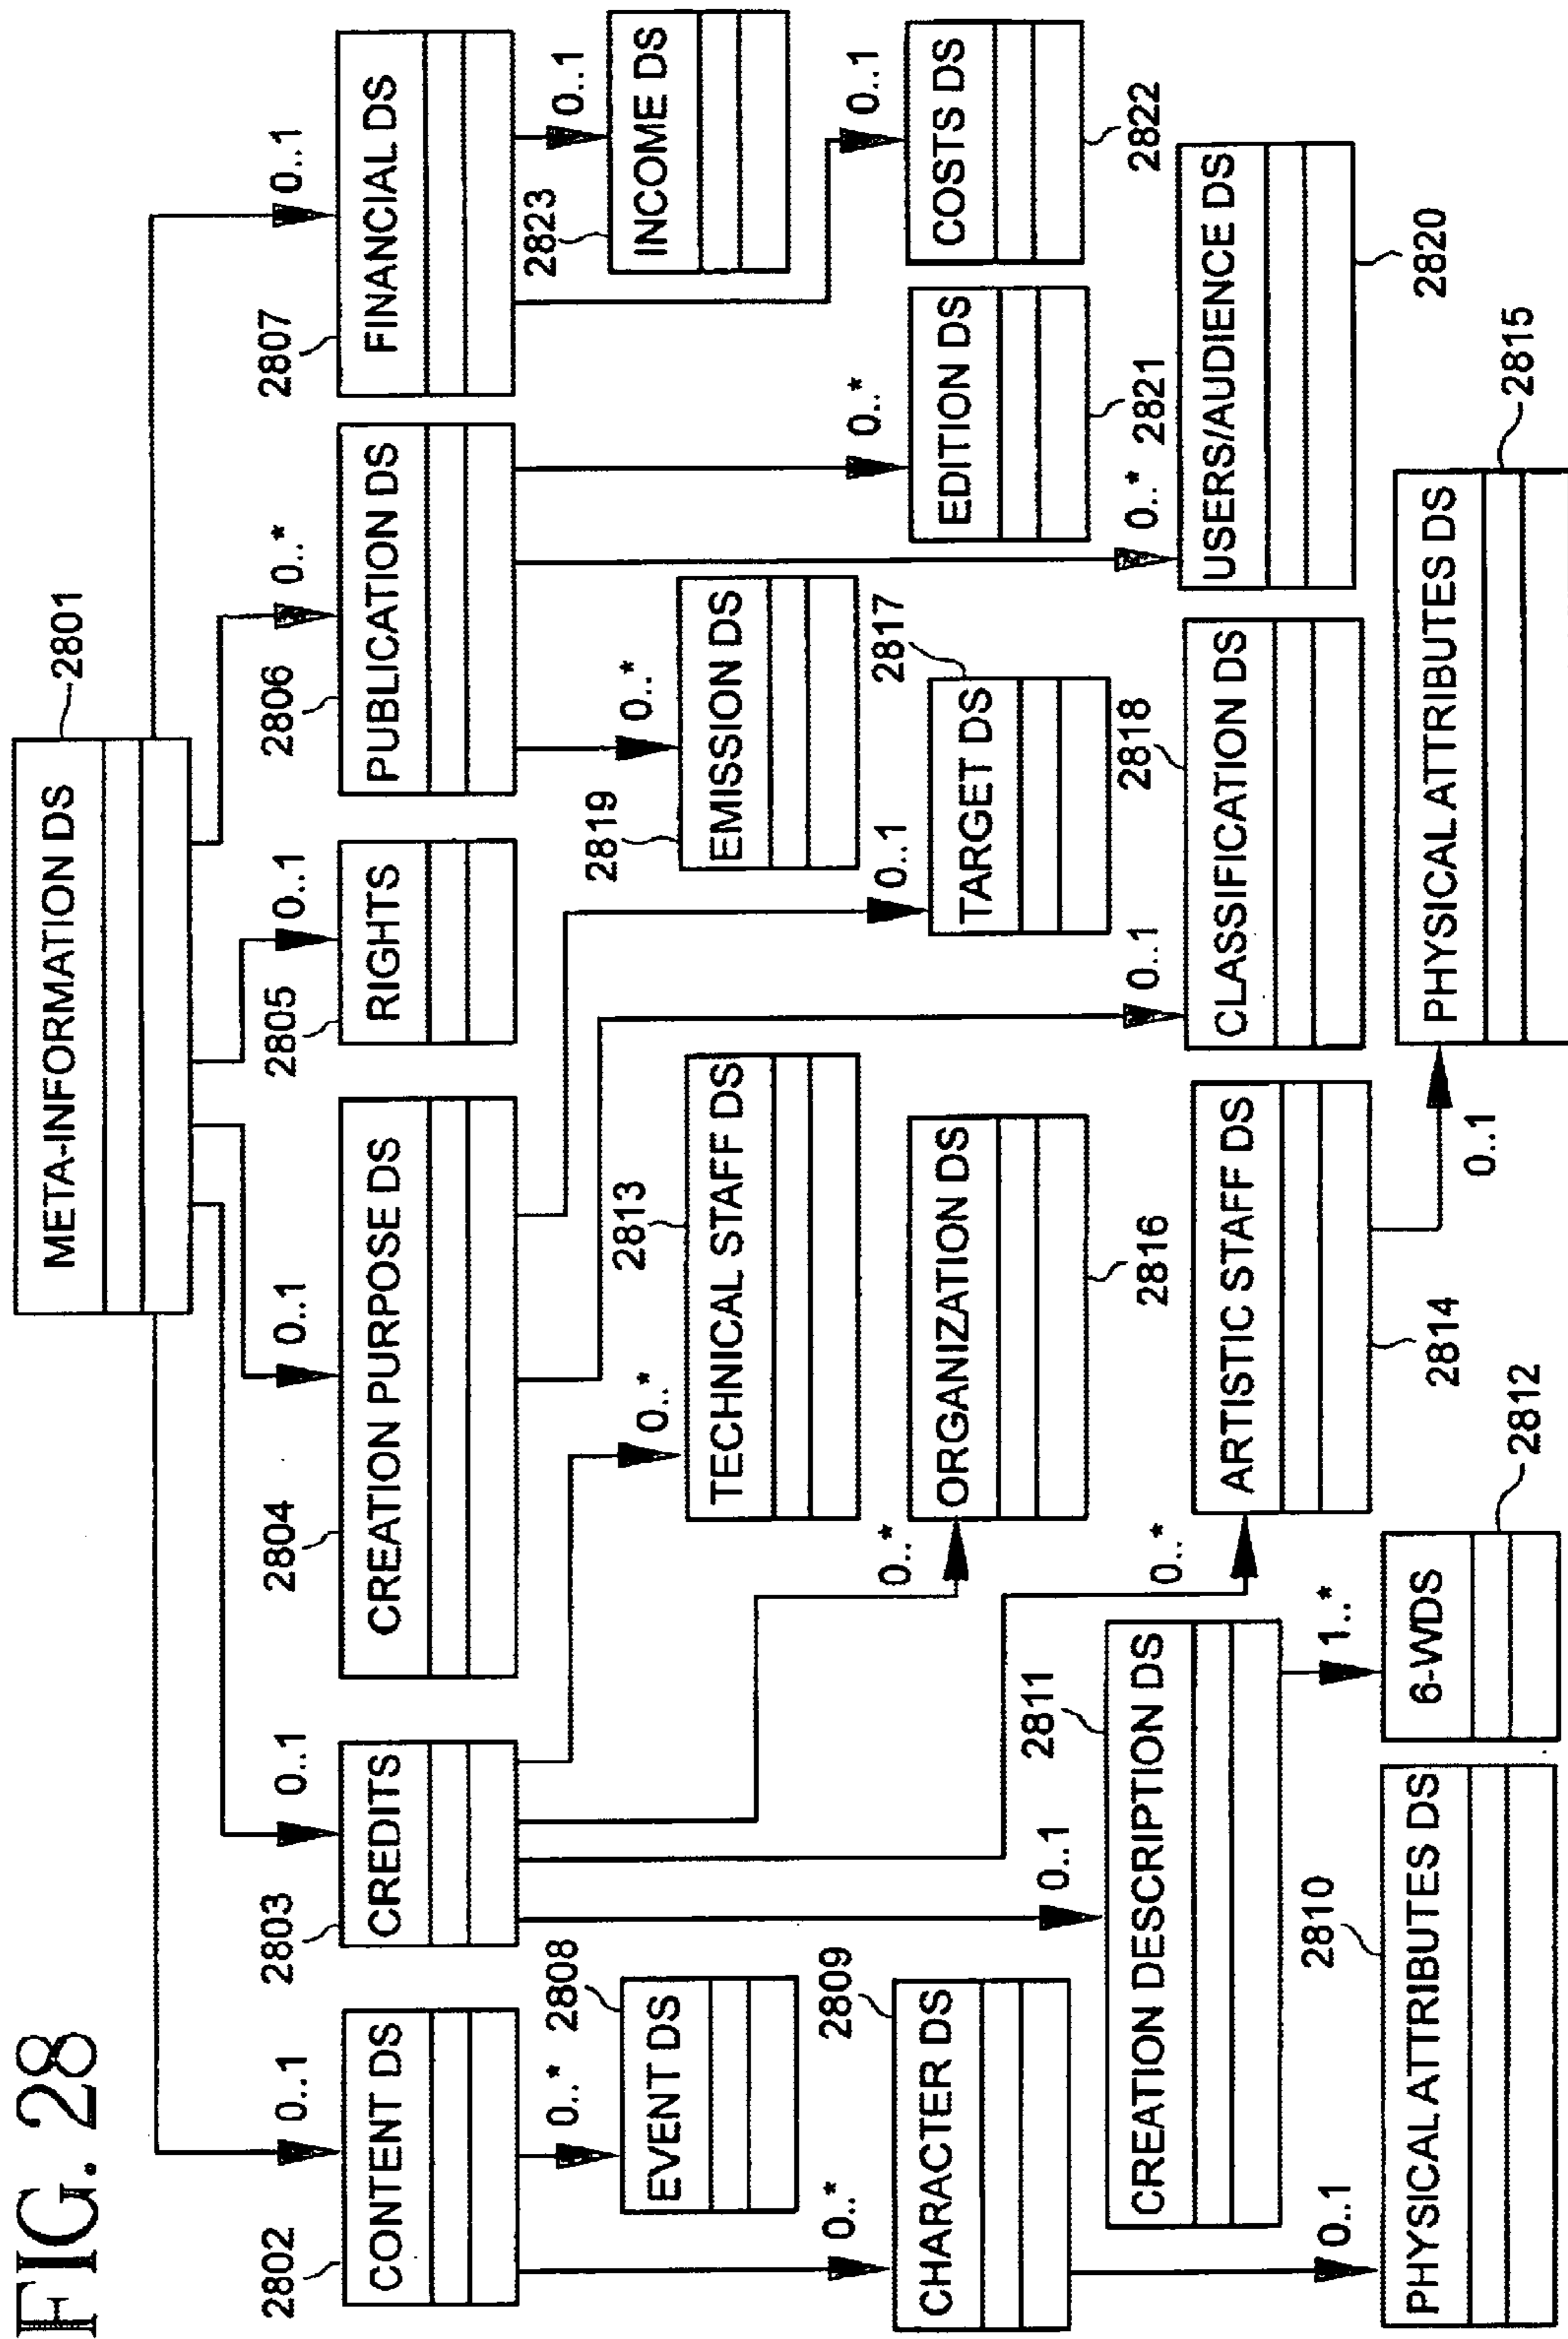 FIG. 28
META-INFORMATION DS
2801
0..1
0..1
0..1
0..1
0..*
0..1
2802
CONTENT DS
2803
CREDITS
2804
CREATION PURPOSE DS
2805
RIGHTS
2806
PUBLICATION DS
2807
FINANCIAL DS
0..*
EVENT DS
2808
0..*
TECHNICAL STAFF DS
2813
2819
0..*
EMISSION DS
2823
0..1
INCOME DS
0..*
CHARACTER DS
2809
0..*
ORGANIZATION DS
2816
0..1
TARGET DS
2817
0..*
EDITION DS
2821
0..1
COSTS DS
2822
0..1
CREATION DESCRIPTION DS
2811
0..*
ARTISTIC STAFF DS
2814
0..1
CLASSIFICATION DS
2818
0..*
USERS/AUDIENCE DS
2820
0..1
PHYSICAL ATTRIBUTES DS
2810
1..*
6-WDS
2812
0..1
PHYSICAL ATTRIBUTES DS
2815